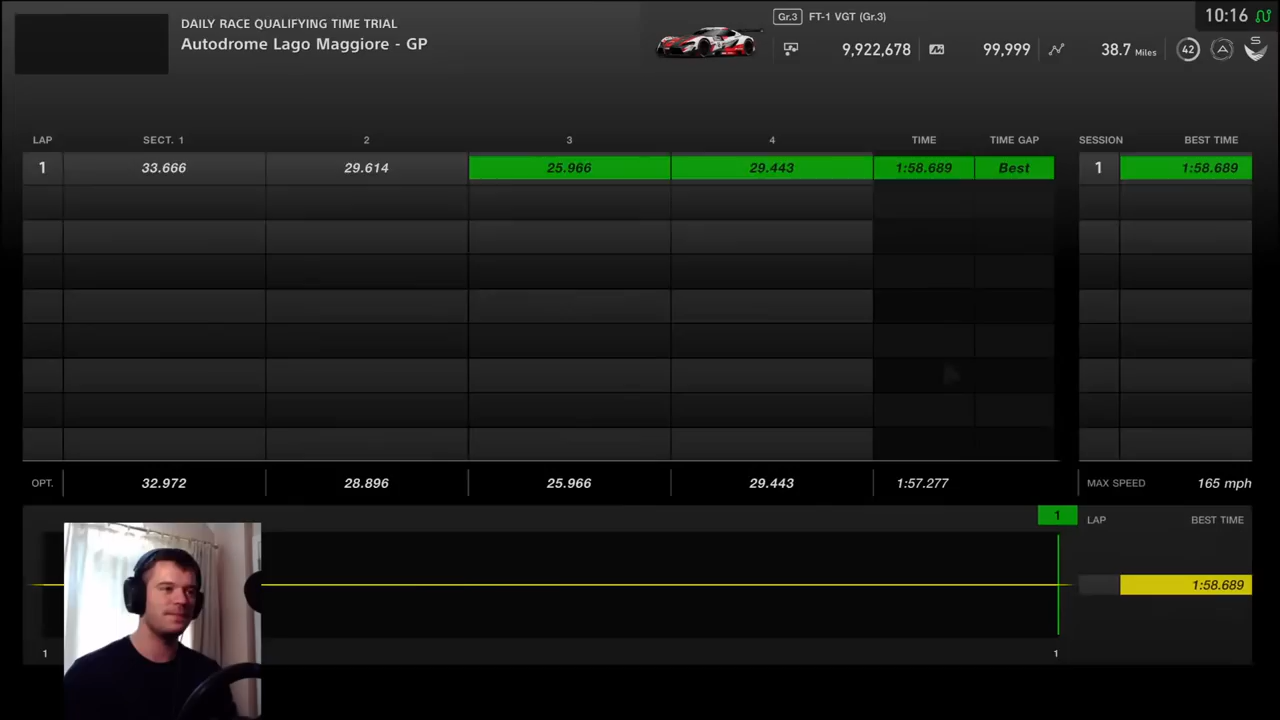 DAILY RACE QUALIFYING TIME TRIAL
Autodrome Lago Maggiore - GP
Gr.3 FT-1 VGT (Gr.3)
10:16
9,922,678 99,999 38.7 Miles 42 A S
LAP SECT. 1 2 3 4 TIME TIME GAP SESSION BEST TIME
1 33.666 29.614 25.966 29.443 1:58.689 Best 1 1:58.689
OPT. 32.972 28.896 25.966 29.443 1:57.277 MAX SPEED 165 mph
1 LAP BEST TIME
1:58.689
1 1